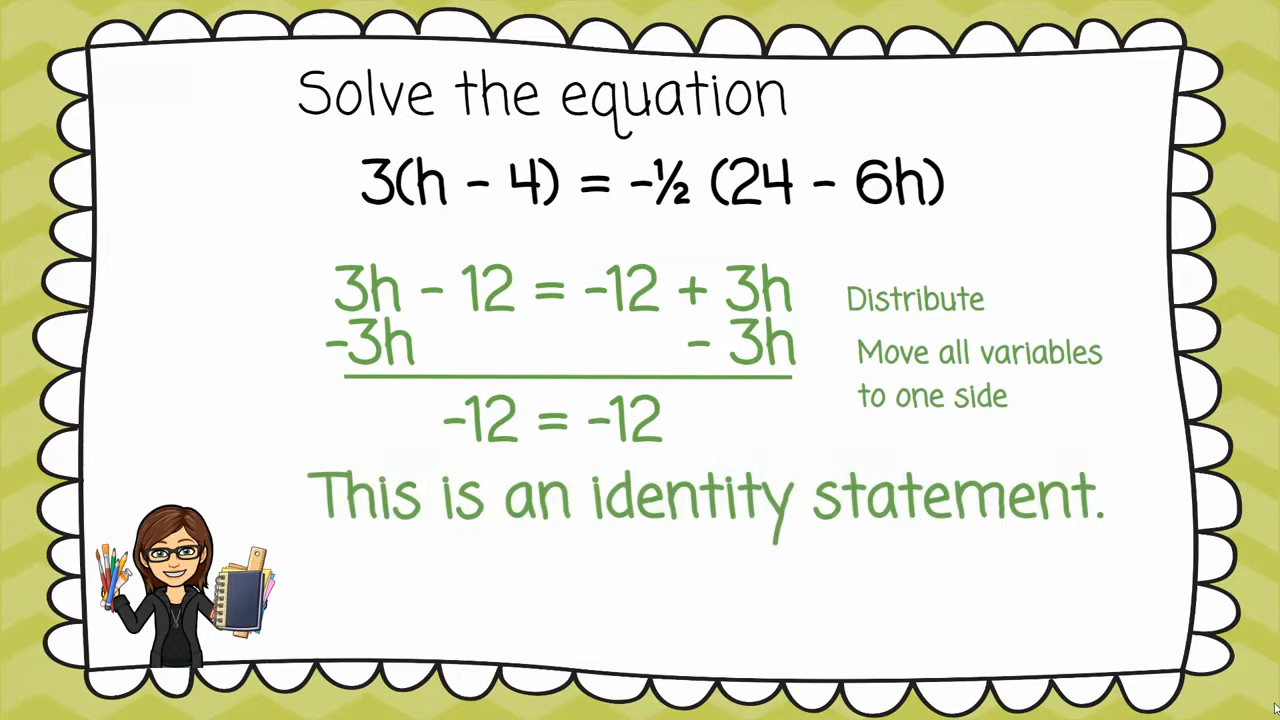 Solve the equation
3(h - 4) = -½ (24 - 6h)
3h - 12 = -12 + 3h Distribute
-3h - 3h Move all variables
to one side
-12 = -12
This is an identity statement.